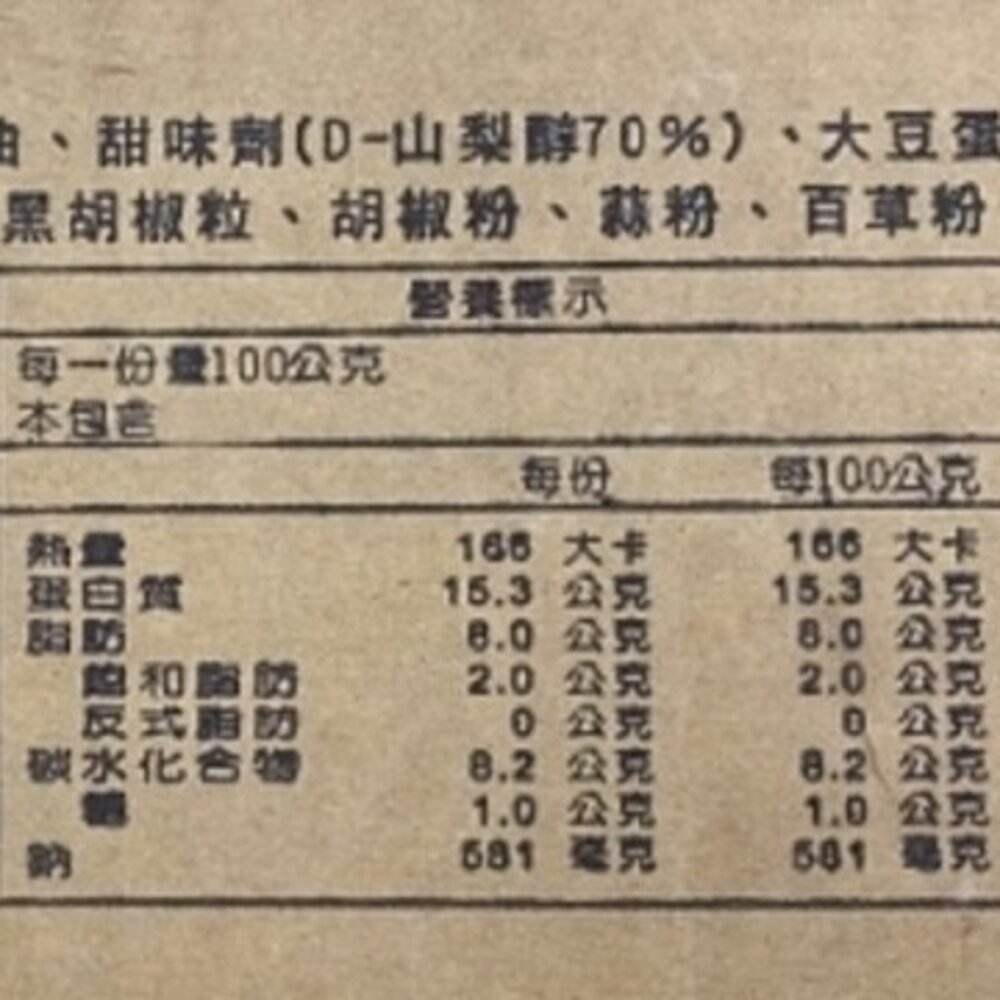 油、甜味劑(D-山梨醇70%)、大豆蛋
黑胡椒粒、胡椒粉、蒜粉、百草粉
營養標示
每一份量100公克
本包含
每份 每100公克
熱量 166 大卡 166 大卡
蛋白質 15.3 公克 15.3 公克
脂肪 8.0 公克 8.0 公克
飽和脂肪 2.0 公克 2.0 公克
反式脂肪 0 公克 0 公克
碳水化合物 8.2 公克 8.2 公克
糖 1.0 公克 1.0 公克
鈉 581 毫克 581 毫克